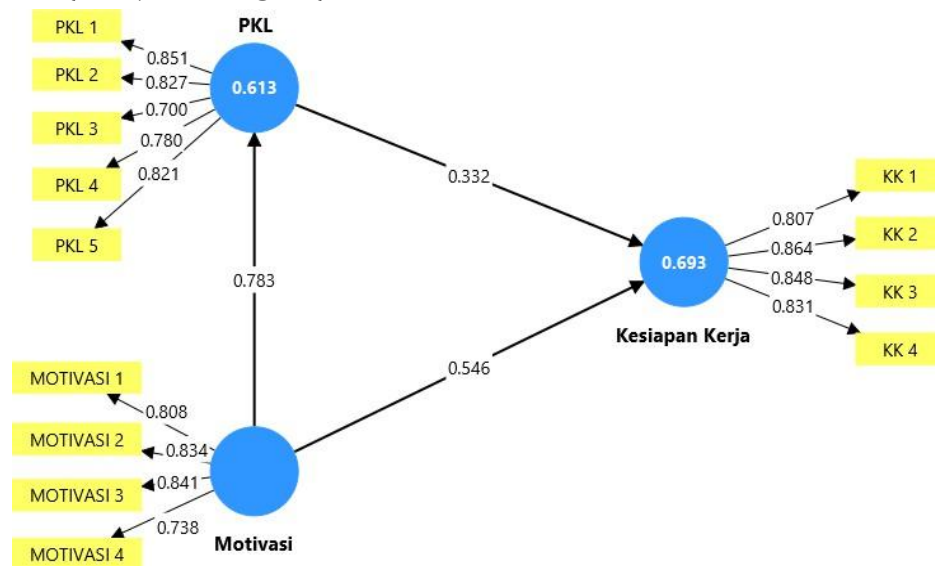 PKL 1
PKL
0.851
PKL 2
0.827
0.613
0.700
PKL 3
0.780
0.821
PKL 4
0.332
KK 1
0.807
PKL 5
KK 2
0.864
0.693
0.783
0.848
KK 3
0.831
Kesiapan Kerja
KK 4
0.546
MOTIVASI 1
0.808
MOTIVASI 2
0.834
0.841
MOTIVASI 3
0.738
Motivasi
MOTIVASI 4